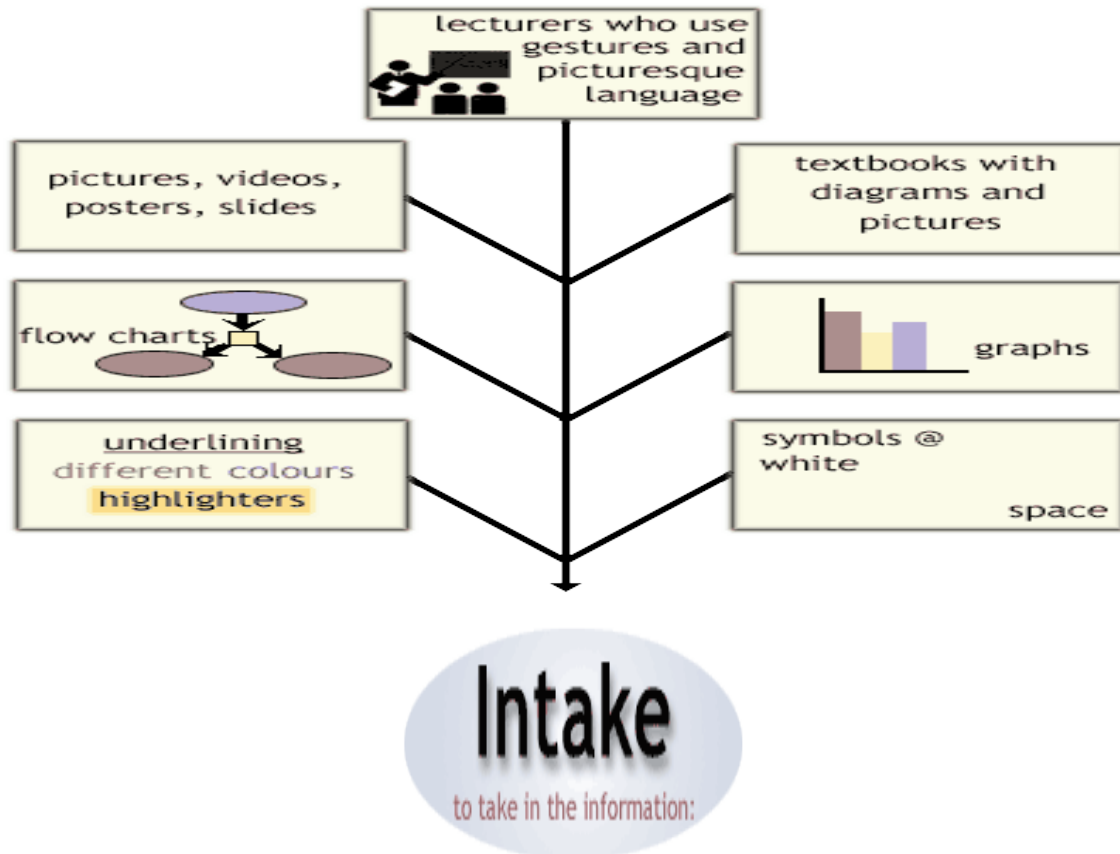 lecturers who use
gestures and
picturesque
language
pictures, videos,
posters, slides
textbooks with
diagrams and
pictures
flow charts
graphs
underlining
different colours
highlighters
symbols @
white
space
Intake
to take in the information: